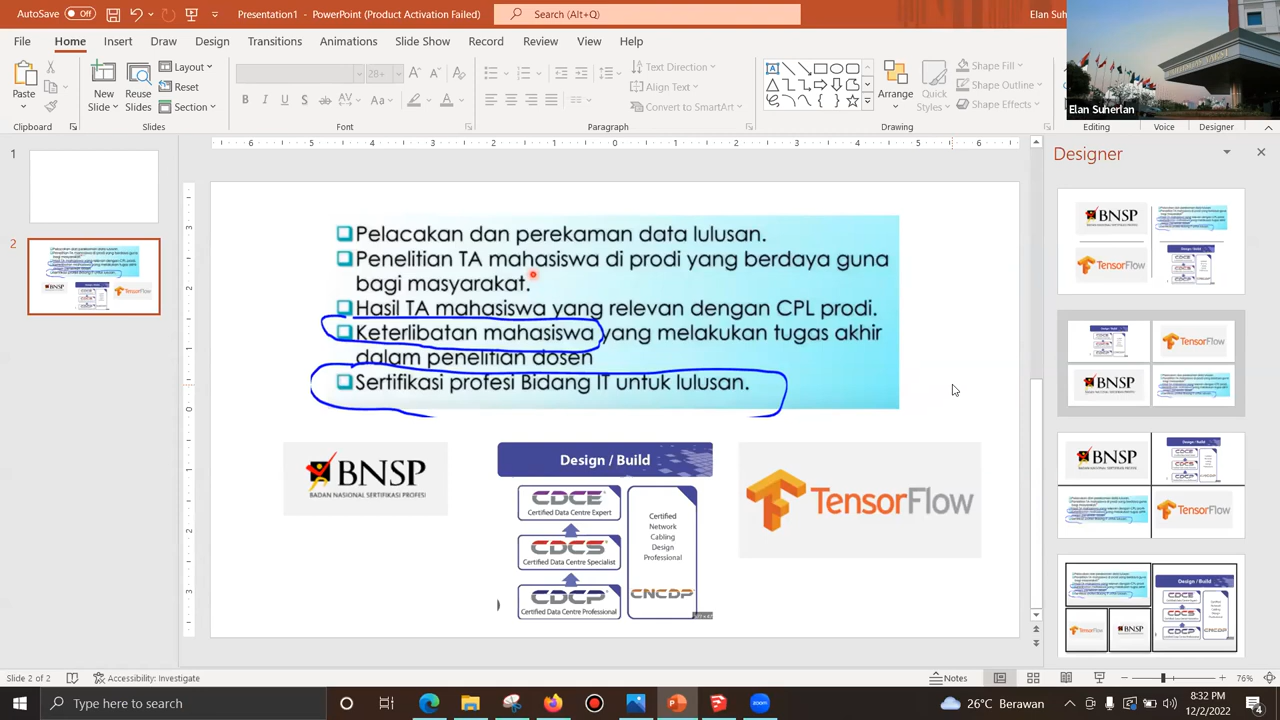 AutoSave Off Presentation1 - PowerPoint (Product Activation Failed) Search (Alt+Q) Elan Suh
File Home Insert Draw Design Transitions Animations Slide Show Record Review View Help
Paste
New Slide
Reuse Slides
Layout
Reset
Section
28+
Text Direction
Align Text
Convert to SmartArt
Arrange
Quick Styles
Shape Fill
Shape Outline
Shape Effects
Elan Suherlan
Clipboard Slides Font Paragraph Drawing Editing Voice Designer
Designer
1
2
Pelacakan dan perekaman data lulusan.
Penelitian TA mahasiswa di prodi yang berdaya guna
bagi masyarakat.
Hasil TA mahasiswa yang relevan dengan CPL prodi.
Keterlibatan mahasiswa yang melakukan tugas akhir
dalam penelitian dosen
Sertifikasi profesi Bidang IT untuk lulusan.
BNSP
BADAN NASIONAL SERTIFIKASI PROFESI
Design / Build
CDCE
Certified Data Centre Expert
CDCS
Certified Data Centre Specialist
CDCP
Certified Data Centre Professional
Certified
Network
Cabling
Design
Professional
CNCDP
TensorFlow
Slide 2 of 2 Accessibility: Investigate Notes 76%
Type here to search 26°C Berawan 8:32 PM
12/2/2022